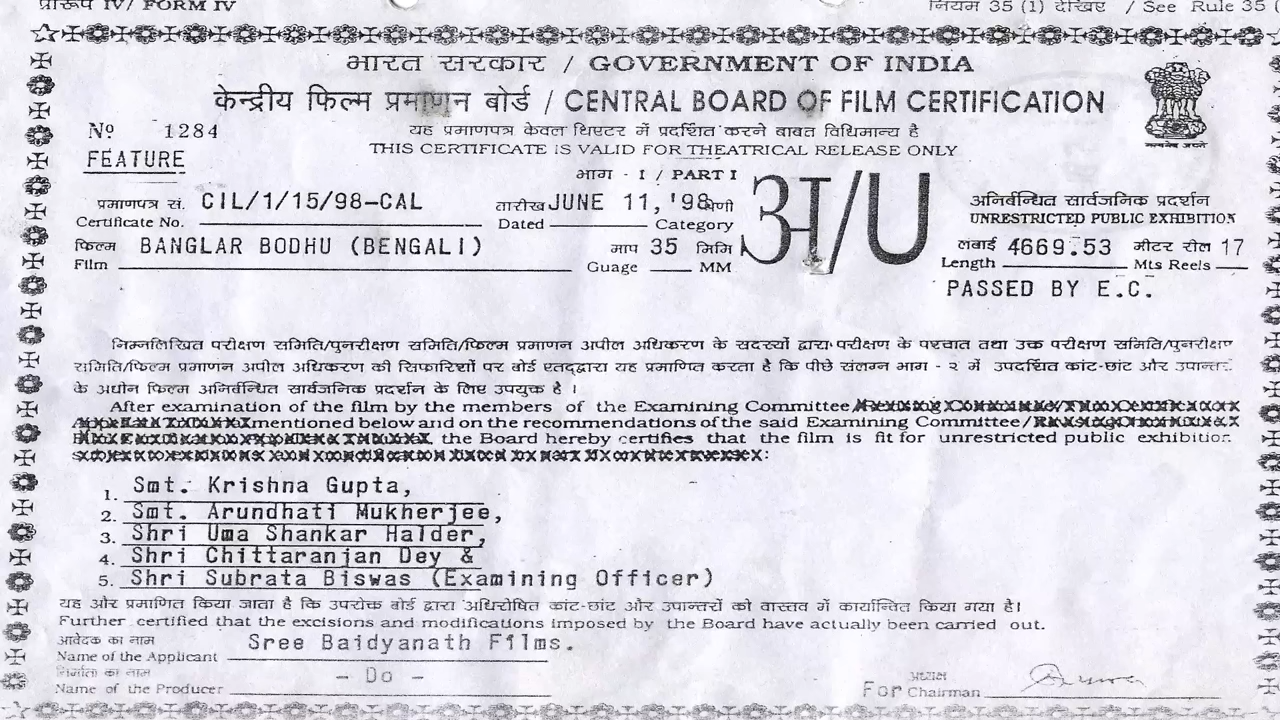 प्रारूप IV/ FORM IV
नियम 35 (1) देखिए / See Rule 35 (
भारत सरकार / GOVERNMENT OF INDIA
केन्द्रीय फिल्म प्रमाणन बोर्ड / CENTRAL BOARD OF FILM CERTIFICATION
Nº 1284
यह प्रमाणपत्र केवल थिएटर में प्रदर्शित करने बाबत विधिमान्य है
FEATURE
THIS CERTIFICATE IS VALID FOR THEATRICAL RELEASE ONLY
भाग - I / PART I
प्रमाणपत्र सं. CIL/1/15/98-CAL तारीख JUNE 11, '98 श्रेणी अ/U अनिर्बन्धित सार्वजनिक प्रदर्शन
Certificate No. Dated Category UNRESTRICTED PUBLIC EXHIBITION
फिल्म BANGLAR BODHU (BENGALI) माप 35 मिमि लंबाई 4669.53 मीटर रील 17
Film Guage MM Length Mts Reels
PASSED BY E.C.
निम्नलिखित परीक्षण समिति/पुनरीक्षण समिति/फिल्म प्रमाणन अपील अधिकरण के सदस्यों द्वारा परीक्षण के पश्चात तथा उक्त परीक्षण समिति/पुनरीक्षण
समिति/फिल्म प्रमाणन अपील अधिकरण की सिफारिशों पर बोर्ड एतद्द्वारा यह प्रमाणित करता है कि पीछे संलग्न भाग - २ में उपदर्शित कांट-छांट और
के अधीन फिल्म अनिर्बन्धित सार्वजनिक प्रदर्शन के लिए उपयुक्त है ।
After examination of the film by the members of the Examining Committee
mentioned below and on the recommendations of the said Examining Committee/
the Board hereby certifies that the film is fit for unrestricted public exhibition
:
1. Smt. Krishna Gupta,
2. Smt. Arundhati Mukherjee,
3. Shri Uma Shankar Halder,
4. Shri Chittaranjan Dey &
5. Shri Subrata Biswas (Examining Officer)
यह और प्रमाणित किया जाता है कि उपरोक्त बोर्ड द्वारा अधिरोपित कांट-छांट और उपान्तरों को वास्तव में कार्यान्वित किया गया है।
Further certified that the excisions and modifications imposed by the Board have actually been carried out.
आवेदक का नाम Sree Baidyanath Films.
Name of the Applicant
निर्माता का नाम - Do - अध्यक्ष
Name of the Producer For Chairman